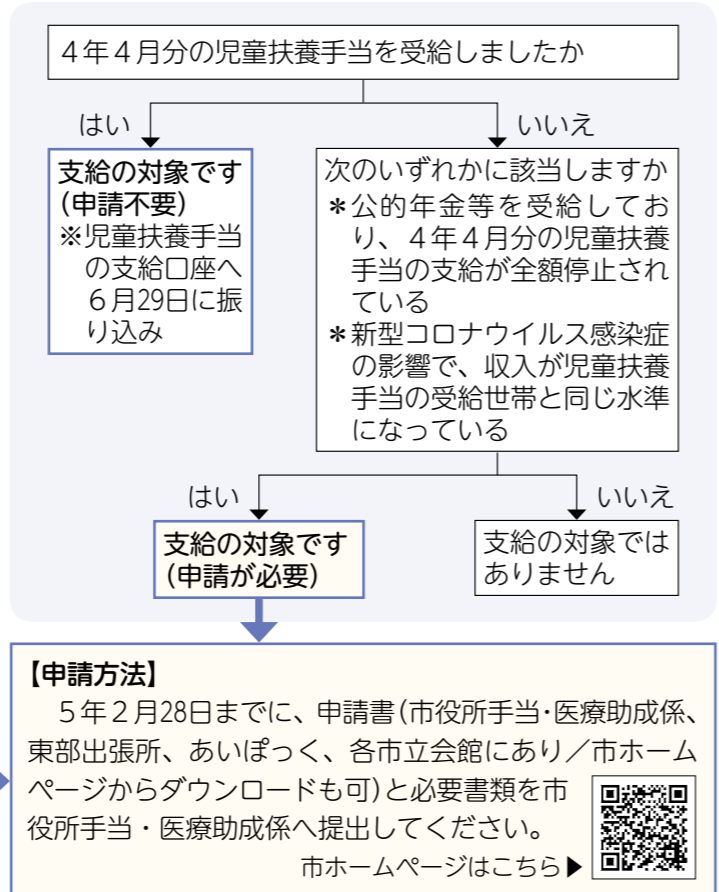 ４年４月分の児童扶養手当を受給しましたか
はい
いいえ
支給の対象です
(申請不要)
※児童扶養手当
の支給口座へ
６月29日に振
り込み
次のいずれかに該当しますか
＊公的年金等を受給してお
り、４年４月分の児童扶養
手当の支給が全額停止され
ている
＊新型コロナウイルス感染症
の影響で、収入が児童扶養
手当の受給世帯と同じ水準
になっている
はい
いいえ
支給の対象です
(申請が必要)
支給の対象では
ありません
【申請方法】
５年２月28日までに、申請書(市役所手当・医療助成係、
東部出張所、あいぽっく、各市立会館にあり／市ホーム
ページからダウンロードも可)と必要書類を市
役所手当・医療助成係へ提出してください。
市ホームページはこちら▶